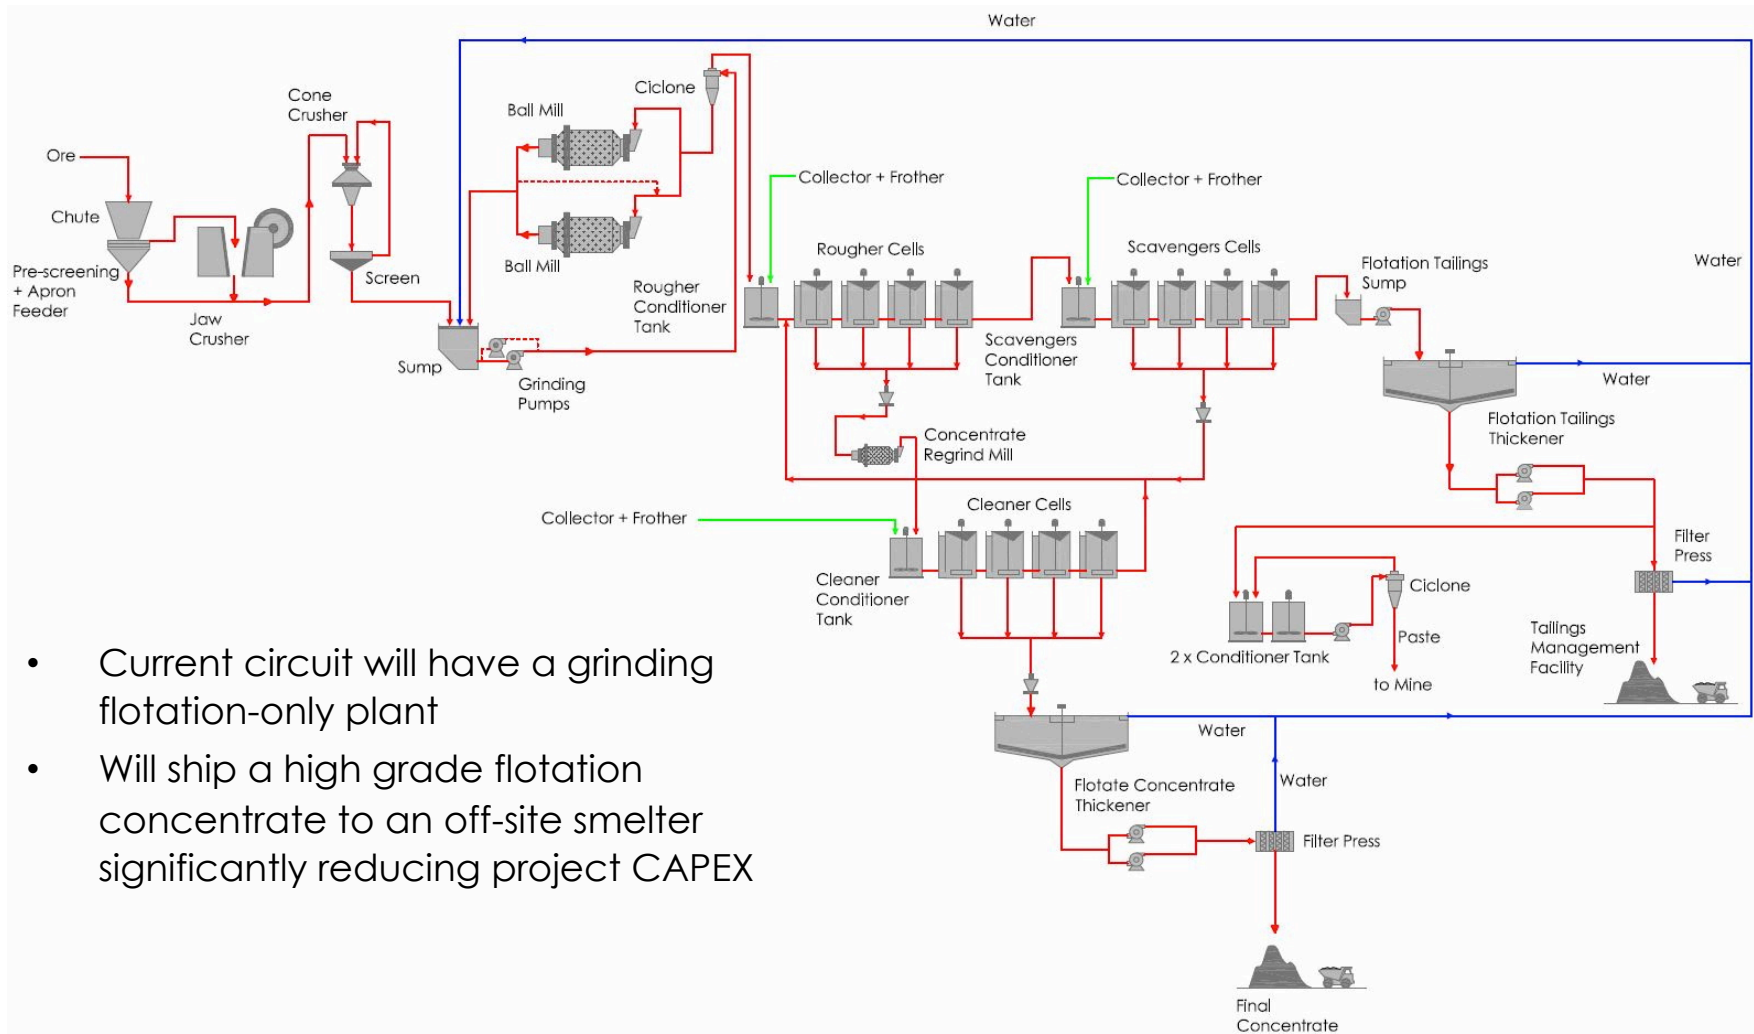 Water
Cone
Crusher
Ciclone
Ball Mill
Ore
Chute
Pre-screening
+ Apron
Feeder
Jaw
Crusher
Screen
Ball Mill
Sump
Grinding
Pumps
Rougher
Conditioner
Tank
Collector + Frother
Rougher Cells
Collector + Frother
Scavengers Cells
Scavengers
Conditioner
Tank
Flotation Tailings
Sump
Water
Water
Flotation Tailings
Thickener
Concentrate
Regrind Mill
Collector + Frother
Cleaner Cells
Cleaner
Conditioner
Tank
Filter
Press
Ciclone
Paste
2 x Conditioner Tank
to Mine
Tailings
Management
Facility
Water
Flotate Concentrate
Thickener
Water
Filter Press
Final
Concentrate
• Current circuit will have a grinding
flotation-only plant
• Will ship a high grade flotation
concentrate to an off-site smelter
significantly reducing project CAPEX